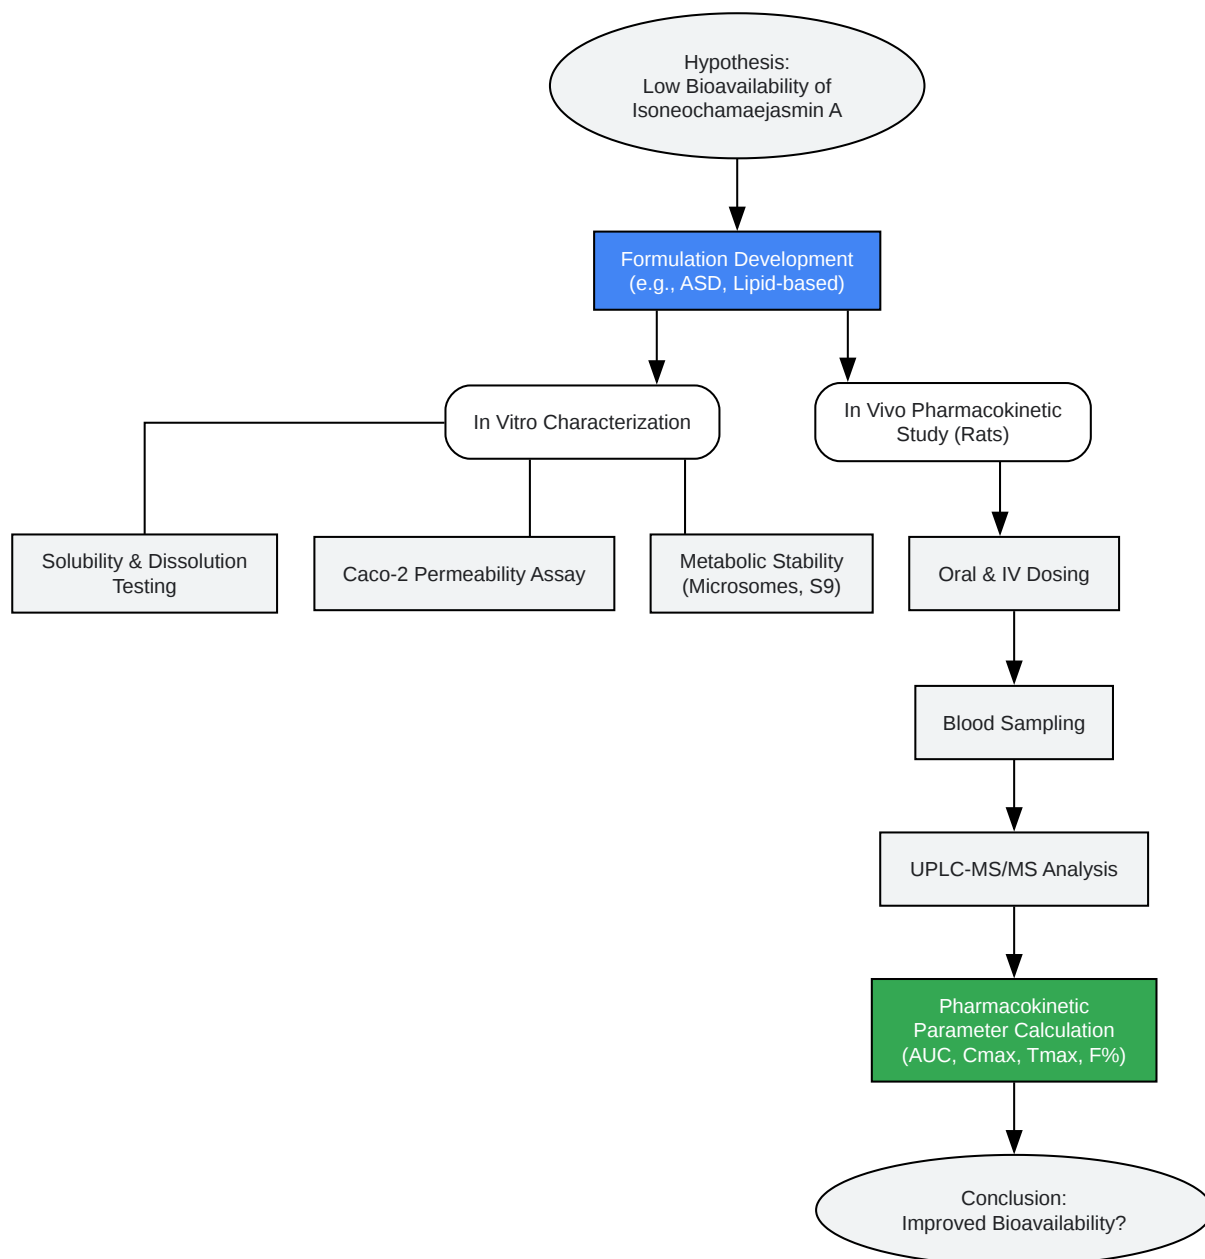 Hypothesis:
Low Bioavailability of
Isoneochamaejasmin A
Formulation Development
(e.g., ASD, Lipid-based)
In Vitro Characterization
In Vivo Pharmacokinetic
Study (Rats)
Solubility & Dissolution
Testing
Caco-2 Permeability Assay
Metabolic Stability
(Microsomes, S9)
Oral & IV Dosing
Blood Sampling
UPLC-MS/MS Analysis
Pharmacokinetic
Parameter Calculation
(AUC, Cmax, Tmax, F%)
Conclusion:
Improved Bioavailability?